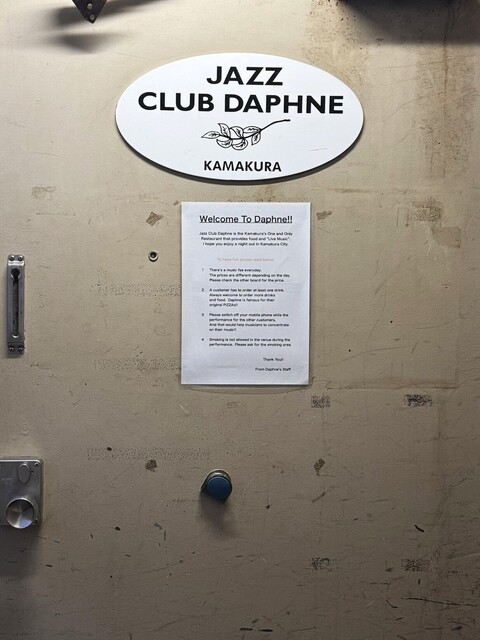 JAZZ
CLUB DAPHNE
KAMAKURA
Welcome To Daphne!!
Jazz Club Daphne is the Kamakura's One and Only
Restaurant that provides food and "Live Music".
I hope you enjoy a night out in Kamakura City.
1 There's a music fee everyday.
The prices are different depending on the day.
Please check the other board for the price.
2 A customer has to order at least one drink.
Always welcome to order more drinks
and food. Daphne is famous for their
original PIZZAs!!
3 Please switch off your mobile phone while the
performance for the other customers.
And that would help musicians to concentrate
on their music!!
4 Smoking is not allowed in the venue during the
performance. Please ask for the smoking area.
Thank You!!
From Daphne's Staff